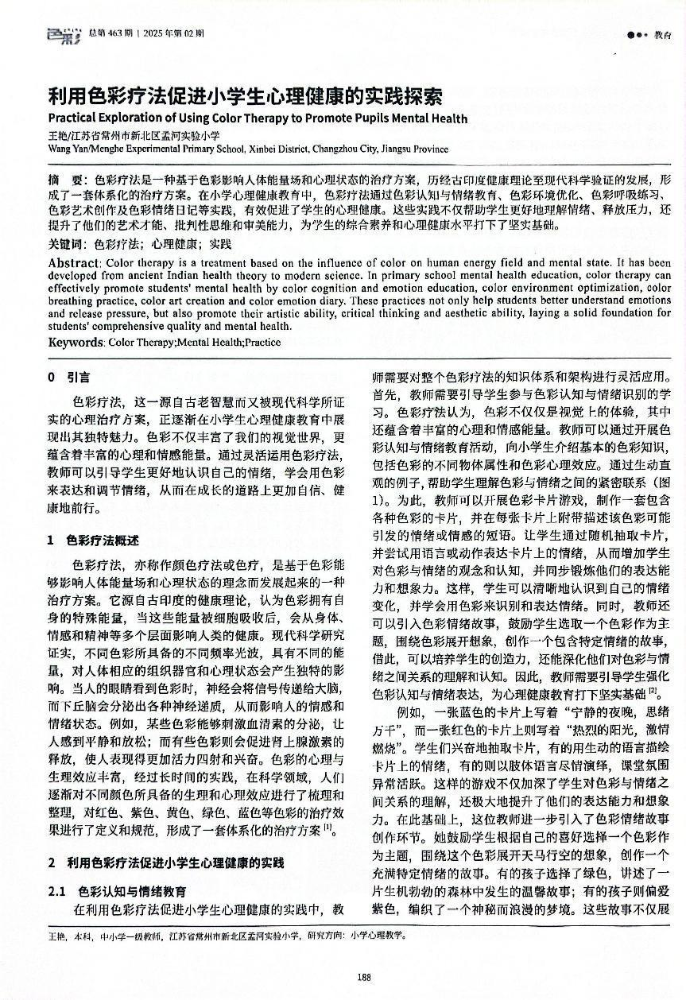 色彩 总第 463 期 | 2025 年第 02 期
教育
利用色彩疗法促进小学生心理健康的实践探索
Practical Exploration of Using Color Therapy to Promote Pupils Mental Health
王艳/江苏省常州市新北区孟河实验小学
Wang Yan/Menghe Experimental Primary School, Xinbei District, Changzhou City, Jiangsu Province
摘 要：色彩疗法是一种基于色彩影响人体能量场和心理状态的治疗方案，历经古印度健康理论至现代科学验证的发展，形
成了一套体系化的治疗方案。在小学心理健康教育中，色彩疗法通过色彩认知与情绪教育、色彩环境优化、色彩呼吸练习、
色彩艺术创作及色彩情绪日记等实践，有效促进了学生的心理健康。这些实践不仅帮助学生更好地理解情绪、释放压力，还
提升了他们的艺术才能、批判性思维和审美能力，为学生的综合素养和心理健康水平打下了坚实基础。
关键词：色彩疗法；心理健康；实践
Abstract: Color therapy is a treatment based on the influence of color on human energy field and mental state. It has been
developed from ancient Indian health theory to modern science. In primary school mental health education, color therapy can
effectively promote students' mental health by color cognition and emotion education, color environment optimization, color
breathing practice, color art creation and color emotion diary. These practices not only help students better understand emotions
and release pressure, but also promote their artistic ability, critical thinking and aesthetic ability, laying a solid foundation for
students' comprehensive quality and mental health.
Keywords: Color Therapy;Mental Health;Practice
0 引言
色彩疗法，这一源自古老智慧而又被现代科学所证
实的心理治疗方案，正逐渐在小学生心理健康教育中展
现出其独特魅力。色彩不仅丰富了我们的视觉世界，更
蕴含着丰富的心理和情感能量。通过灵活运用色彩疗法，
教师可以引导学生更好地认识自己的情绪，学会用色彩
来表达和调节情绪，从而在成长的道路上更加自信、健
康地前行。
1 色彩疗法概述
色彩疗法，亦称作颜色疗法或色疗，是基于色彩能
够影响人体能量场和心理状态的理念而发展起来的一种
治疗方案。它源自古印度的健康理论，认为色彩拥有自
身的特殊能量，当这些能量被细胞吸收后，会从身体、
情感和精神等多个层面影响人类的健康。现代科学研究
证实，不同色彩所具备的不同频率光波，具有不同的能
量，对人体相应的组织器官和心理状态会产生独特的影
响。当人的眼睛看到色彩时，神经会将信号传递给大脑，
而下丘脑会分泌出各种神经递质，从而影响人的情感和
情绪状态。例如，某些色彩能够刺激血清素的分泌，让
人感到平静和放松；而有些色彩则会促进肾上腺激素的
释放，使人表现得更加活力四射和兴奋。色彩的心理与
生理效应丰富，经过长时间的实践，在科学领域，人们
逐渐对不同颜色所具备的生理和心理效应进行了梳理和
整理，对红色、紫色、黄色、绿色、蓝色等色彩的治疗效
果进行了定义和规范，形成了一套体系化的治疗方案 [1]。
2 利用色彩疗法促进小学生心理健康的实践
2.1 色彩认知与情绪教育
在利用色彩疗法促进小学生心理健康的实践中，教
师需要对整个色彩疗法的知识体系和架构进行灵活应用。
首先，教师需要引导学生参与色彩认知与情绪识别的学
习。色彩疗法认为，色彩不仅仅是视觉上的体验，其中
还蕴含着丰富的心理和情感能量。教师可以通过开展色
彩认知与情绪教育活动，向小学生介绍基本的色彩知识，
包括色彩的不同物体属性和色彩心理效应。通过生动直
观的例子，帮助学生理解色彩与情绪之间的紧密联系（图
1）。为此，教师可以开展色彩卡片游戏，制作一套包含
各种色彩的卡片，并在每张卡片上附带描述该色彩可能
引发的情绪或情感的短语。让学生通过随机抽取卡片，
并尝试用语言或动作表达卡片上的情绪，从而增加学生
对色彩与情绪的观念和认知，并同步锻炼他们的表达能
力和想象力。这样，学生可以清晰地认识到自己的情绪
变化，并学会用色彩来识别和表达情绪。同时，教师还
可以引入色彩情绪故事，鼓励学生选取一个色彩作为主
题，围绕色彩展开想象，创作一个包含特定情绪的故事，
借此，可以培养学生的创造力，还能深化他们对色彩与情
绪之间关系的理解和认知。因此，教师需要引导学生强化
色彩认知与情绪表达，为心理健康教育打下坚实基础 [2]。
例如，一张蓝色的卡片上写着“宁静的夜晚，思绪
万千”，而一张红色的卡片上则写着“热烈的阳光，激情
燃烧”。学生们兴奋地抽取卡片，有的用生动的语言描绘
卡片上的情绪，有的则以肢体语言尽情演绎，课堂氛围
异常活跃。这样的游戏不仅加深了学生对色彩与情绪之
间关系的理解，还极大地提升了他们的表达能力和想象
力。在此基础上，这位教师进一步引入了色彩情绪故事
创作环节。她鼓励学生根据自己的喜好选择一个色彩作
为主题，围绕这个色彩展开天马行空的想象，创作一个
充满特定情绪的故事。有的孩子选择了绿色，讲述了一
片生机勃勃的森林中发生的温馨故事；有的孩子则偏爱
紫色，编织了一个神秘而浪漫的梦境。这些故事不仅展
王艳，本科，中小学一级教师，江苏省常州市新北区孟河实验小学，研究方向：小学心理教学。
188